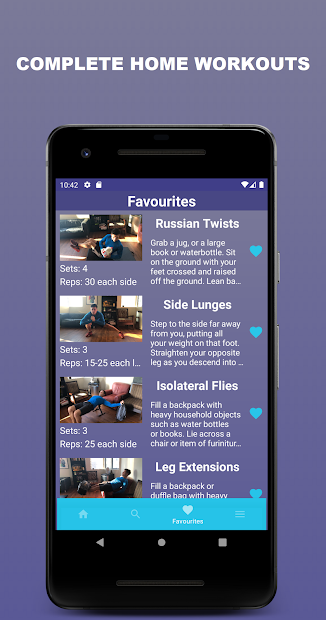 COMPLETE HOME WORKOUTS
10:42
Favourites
Russian Twists
Grab a jug, or a large
book or waterbottle. Sit
on the ground with your
feet crossed and raised
off the ground. Lean ba...
Sets: 4
Reps: 30 each side
Side Lunges
Step to the side far away
from you, putting all
your weight on that foot.
Straighten your opposite
leg as you descend into ...
Sets: 3
Reps: 15-25 each l...
Isolateral Flies
Fill a backpack with
heavy household objects
such as water bottles
or books. Lie across a
chair or item of furinitur...
Sets: 3
Reps: 25 each side
Leg Extensions
Fill a backpack or
duffle bag with heavy
Favourites